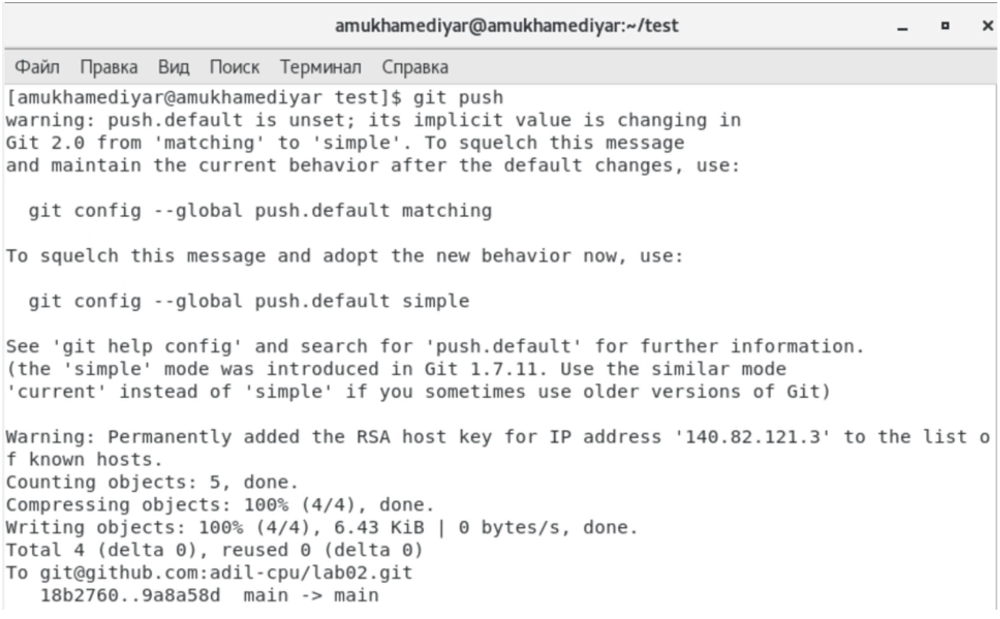 amukhamediyar@amukhamediyar:~/test
Файл Правка Вид Поиск Терминал Справка
[amukhamediyar@amukhamediyar test]$ git push
warning: push.default is unset; its implicit value is changing in
Git 2.0 from 'matching' to 'simple'. To squelch this message
and maintain the current behavior after the default changes, use:

  git config --global push.default matching

To squelch this message and adopt the new behavior now, use:

  git config --global push.default simple

See 'git help config' and search for 'push.default' for further information.
(the 'simple' mode was introduced in Git 1.7.11. Use the similar mode
'current' instead of 'simple' if you sometimes use older versions of Git)

Warning: Permanently added the RSA host key for IP address '140.82.121.3' to the list o
f known hosts.
Counting objects: 5, done.
Compressing objects: 100% (4/4), done.
Writing objects: 100% (4/4), 6.43 KiB | 0 bytes/s, done.
Total 4 (delta 0), reused 0 (delta 0)
To git@github.com:adil-cpu/lab02.git
   18b2760..9a8a58d  main -> main